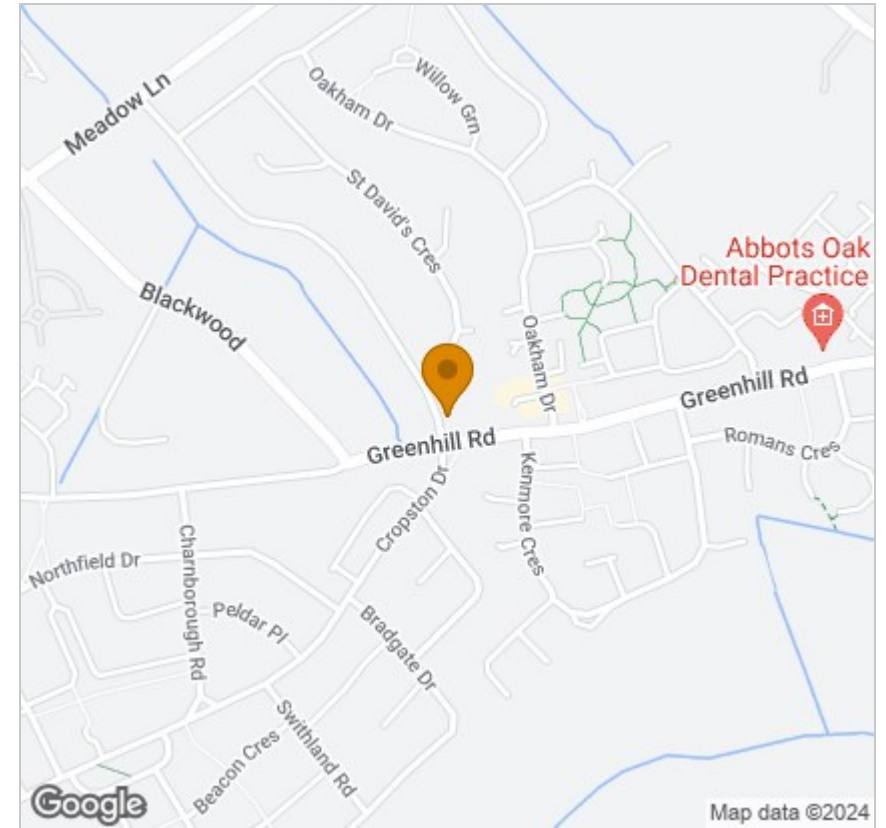 Meadow Ln
Oakham Dr
Willow Grn
St David's Cres
Blackwood
Abbots Oak
Dental Practice
Oakham Dr
Greenhill Rd
Greenhill Rd
Romans Cres
Kenmore Cres
Cropston Dr
Charnborough Rd
Northfield Dr
Peldar Pl
Bradgate Dr
Swithland Rd
Beacon Cres
Google
Map data ©2024